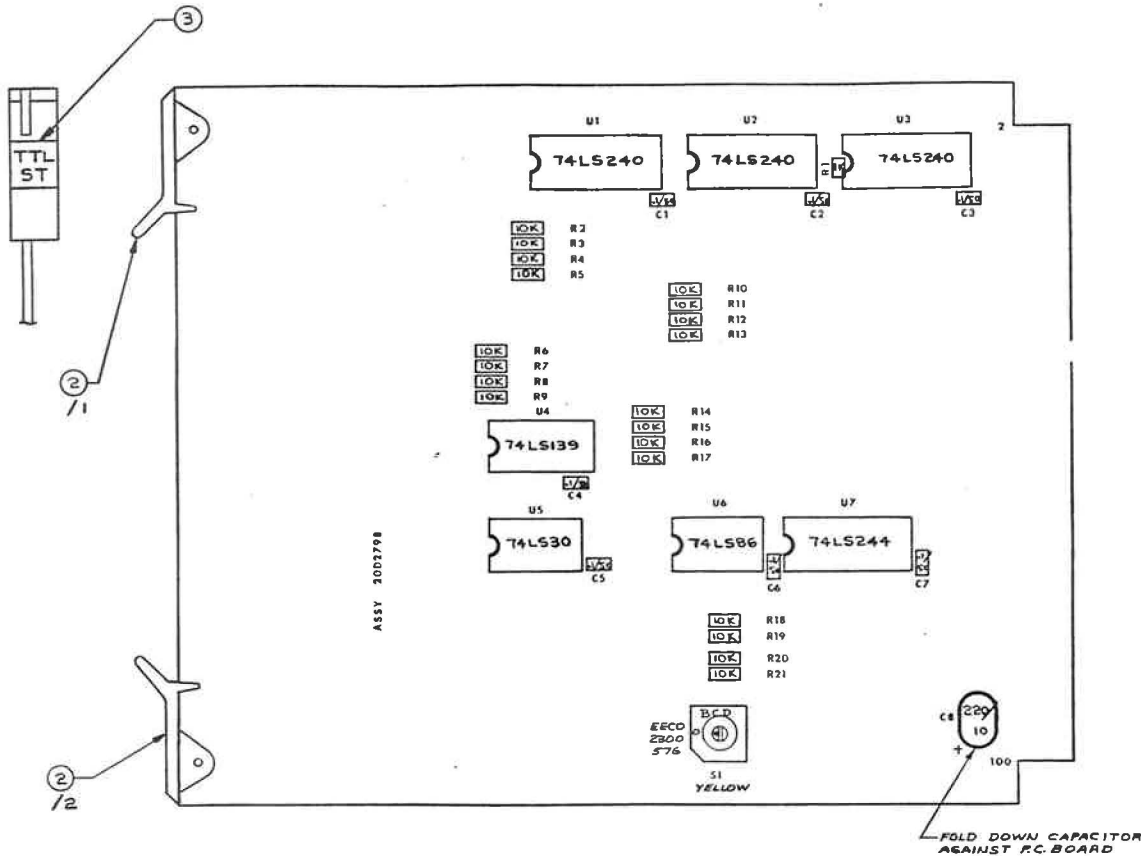 3
TTL
ST
2
/1
2
/2
U1
74LS240
C1
U2
74LS240
C2
R1
U3
74LS240
C3
2
10K R2
10K R3
10K R4
10K R5
10K R10
10K R11
10K R12
10K R13
10K R6
10K R7
10K R8
10K R9
U4
74LS139
C4
10K R14
10K R15
10K R16
10K R17
U5
74LS30
C5
U6
74LS86
C6
U7
74LS244
C7
ASSY 20D2798
10K R18
10K R19
10K R20
10K R21
BCD
EECO
2300
57G
S1
YELLOW
C8
220
10
+
100
FOLD DOWN CAPACITOR
AGAINST P.C. BOARD